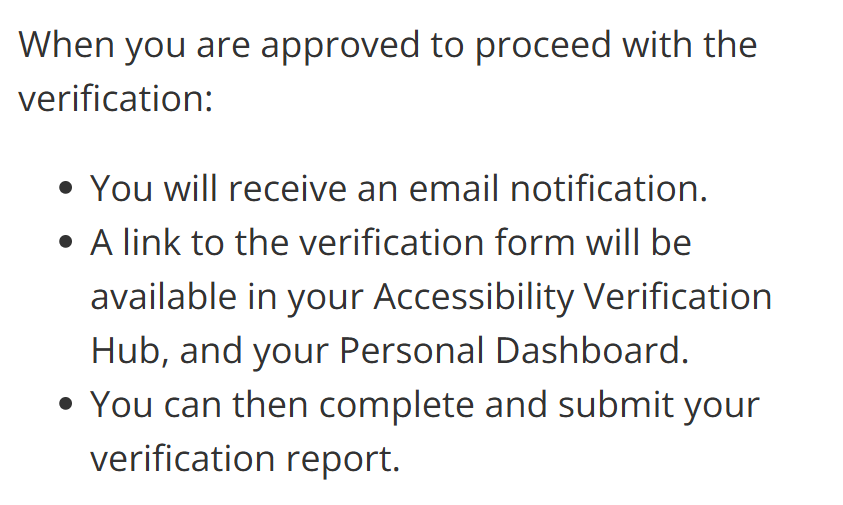 When you are approved to proceed with the
verification:
• You will receive an email notification.
• A link to the verification form will be
available in your Accessibility Verification
Hub, and your Personal Dashboard.
• You can then complete and submit your
verification report.